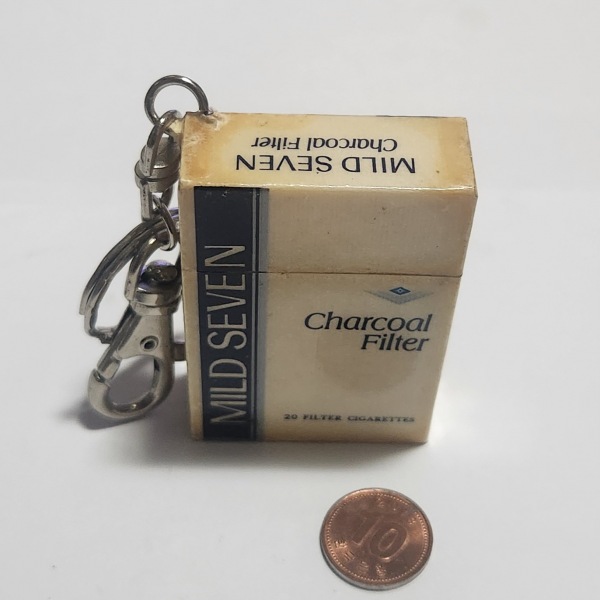 MILD SEVEN
Charcoal Filter
MILD SEVEN
Charcoal
Filter
20 FILTER CIGARETTES
10